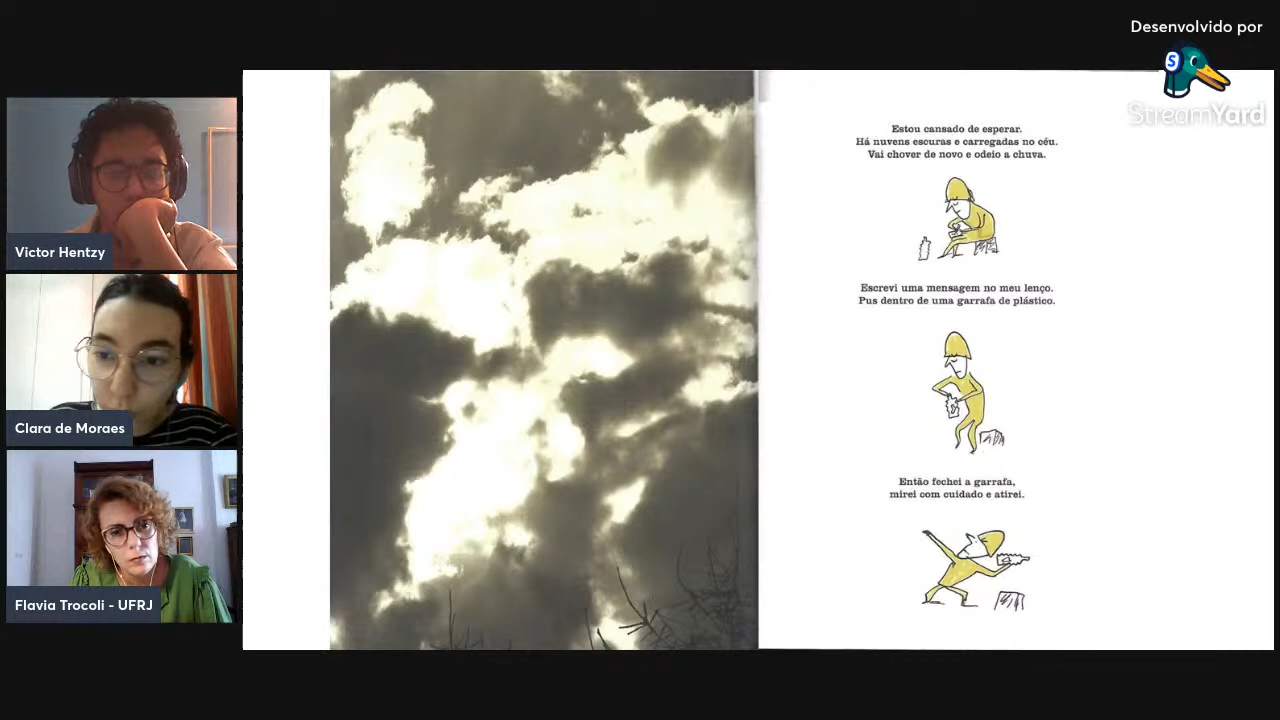 Desenvolvido por
S
StreamYard
Victor Hentzy
Clara de Moraes
Flavia Trocoli - UFRJ
Estou cansado de esperar.
Há nuvens escuras e carregadas no céu.
Vai chover de novo e odeio a chuva.
Escrevi uma mensagem no meu lenço.
Pus dentro de uma garrafa de plástico.
Então fechei a garrafa,
mirei com cuidado e atirei.